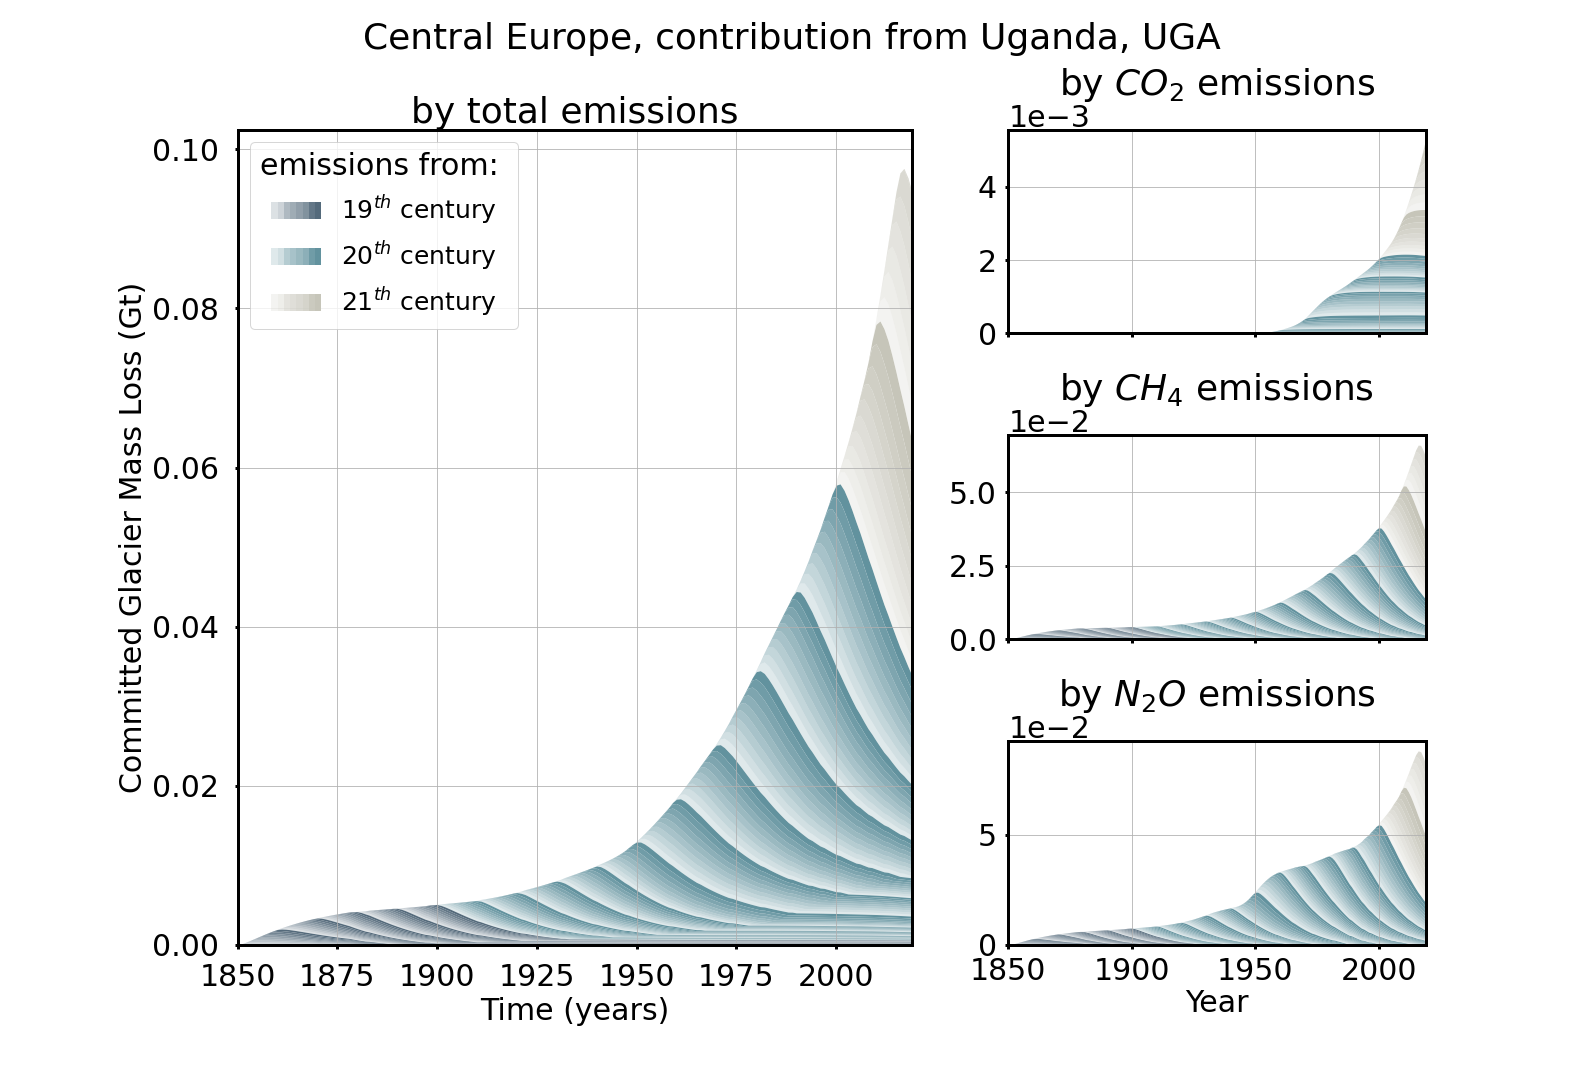 Central Europe, contribution from Uganda, UGA
by total emissions
Committed Glacier Mass Loss (Gt)
0.10
0.08
0.06
0.04
0.02
0.00
emissions from:
19th century
20th century
21th century
1850 1875 1900 1925 1950 1975 2000
Time (years)
by CO₂ emissions
1e−3
4
2
0
by CH₄ emissions
1e−2
5.0
2.5
0.0
by N₂O emissions
1e−2
5
0
1850 1900 1950 2000
Year